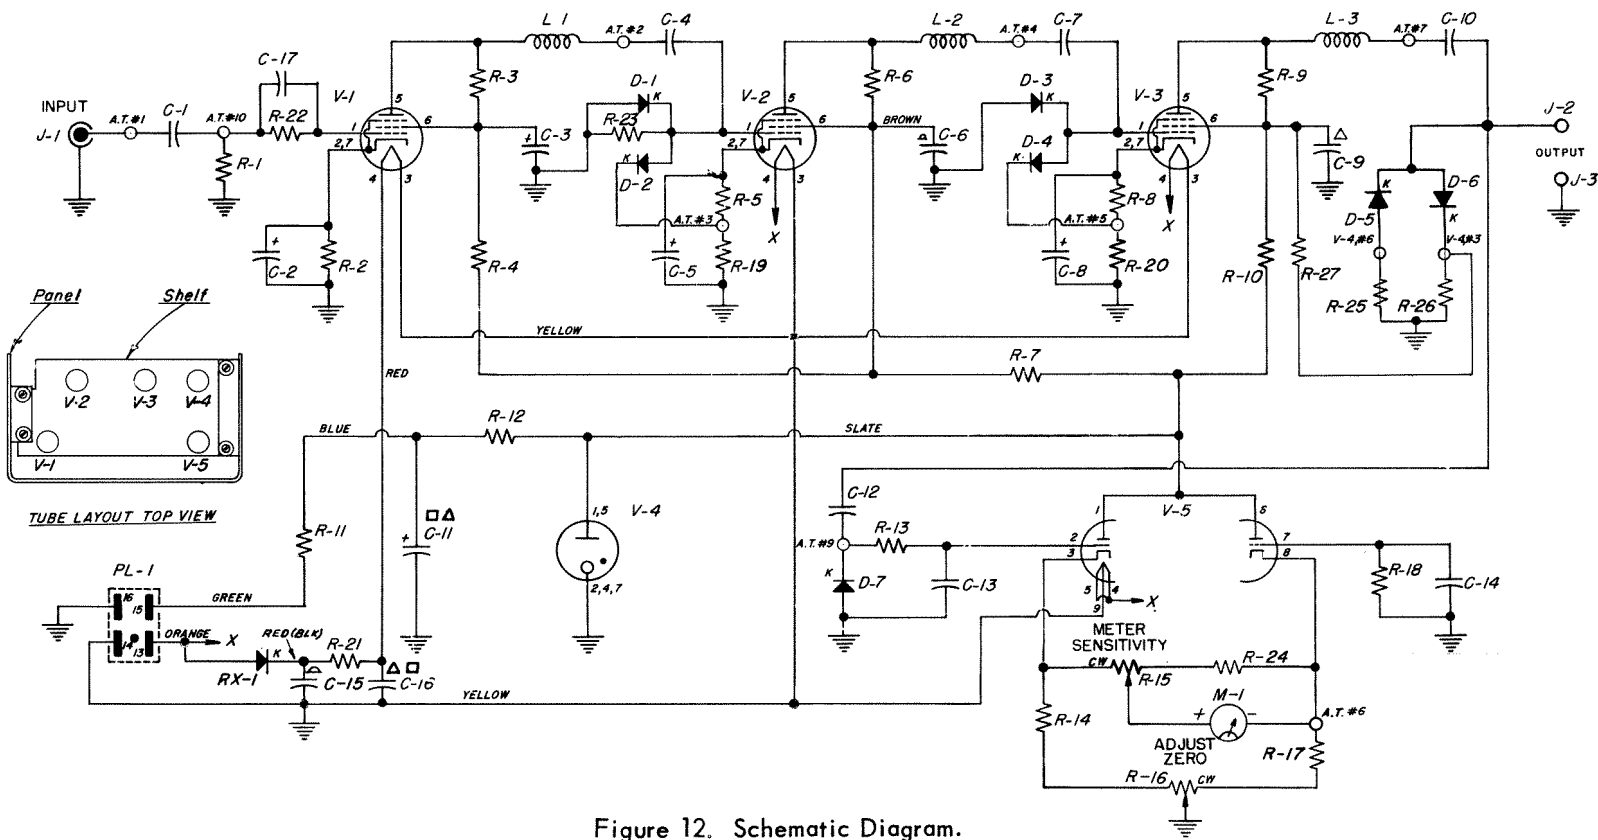 L-1
A.T.#2
C-4
L-2
A.T.#4
C-7
L-3
A.T.#7
C-10
C-17
R-3
D-1
K
R-6
D-3
K
R-9
INPUT
J-1
A.T.#1
C-1
A.T.#10
R-22
V-1
5
1
6
2,7
4
3
R-1
C-3
+
R-23
K
D-2
V-2
5
1
6
2,7
4
3
BROWN
C-6
D-4
K
V-3
5
1
6
2,7
4
3
C-9
J-2
OUTPUT
J-3
K
D-5
D-6
K
V-4,#6
V-4,#3
R-5
A.T.#3
X
R-8
A.T.#5
X
+
C-2
R-2
R-4
+
C-5
R-19
+
C-8
R-20
R-10
R-27
R-25
R-26
Panel
Shelf
YELLOW
R-7
RED
V-2
V-3
V-4
V-1
V-5
TUBE LAYOUT TOP VIEW
BLUE
R-12
SLATE
R-11
+
C-11
1,5
V-4
2,4,7
C-12
A.T.#9
R-13
K
D-7
C-13
1
V-5
6
2
3
5
4
9
X
7
8
R-18
C-14
PL-1
16
15
14
13
GREEN
ORANGE
X
RED(BLK)
R-21
RX-1
K
C-15
C-16
YELLOW
METER
SENSITIVITY
CW
R-15
R-24
M-1
+
-
A.T.#6
R-14
ADJUST
ZERO
R-17
R-16
CW
Figure 12. Schematic Diagram.